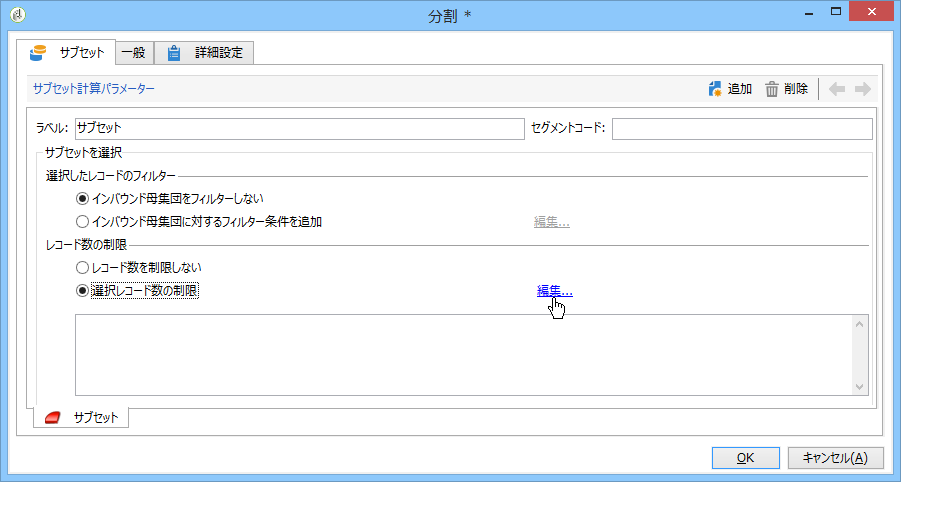 分割 *
サブセット 一般 詳細設定
サブセット計算パラメーター 追加 削除
ラベル: サブセット セグメントコード:
サブセットを選択
選択したレコードのフィルター
インバウンド母集団をフィルターしない
インバウンド母集団に対するフィルター条件を追加 編集...
レコード数の制限
レコード数を制限しない
選択レコード数の制限 編集...
サブセット
OK キャンセル(A)